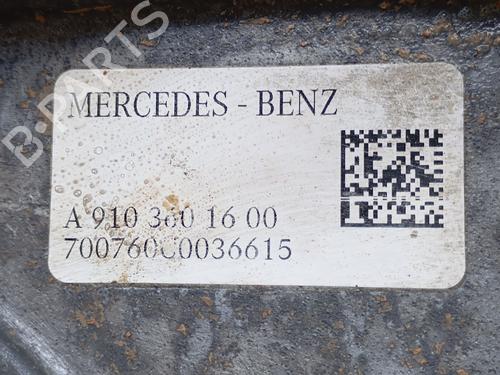 B-PARTS
MERCEDES - BENZ
A 910 360 16 00
700760C0036615